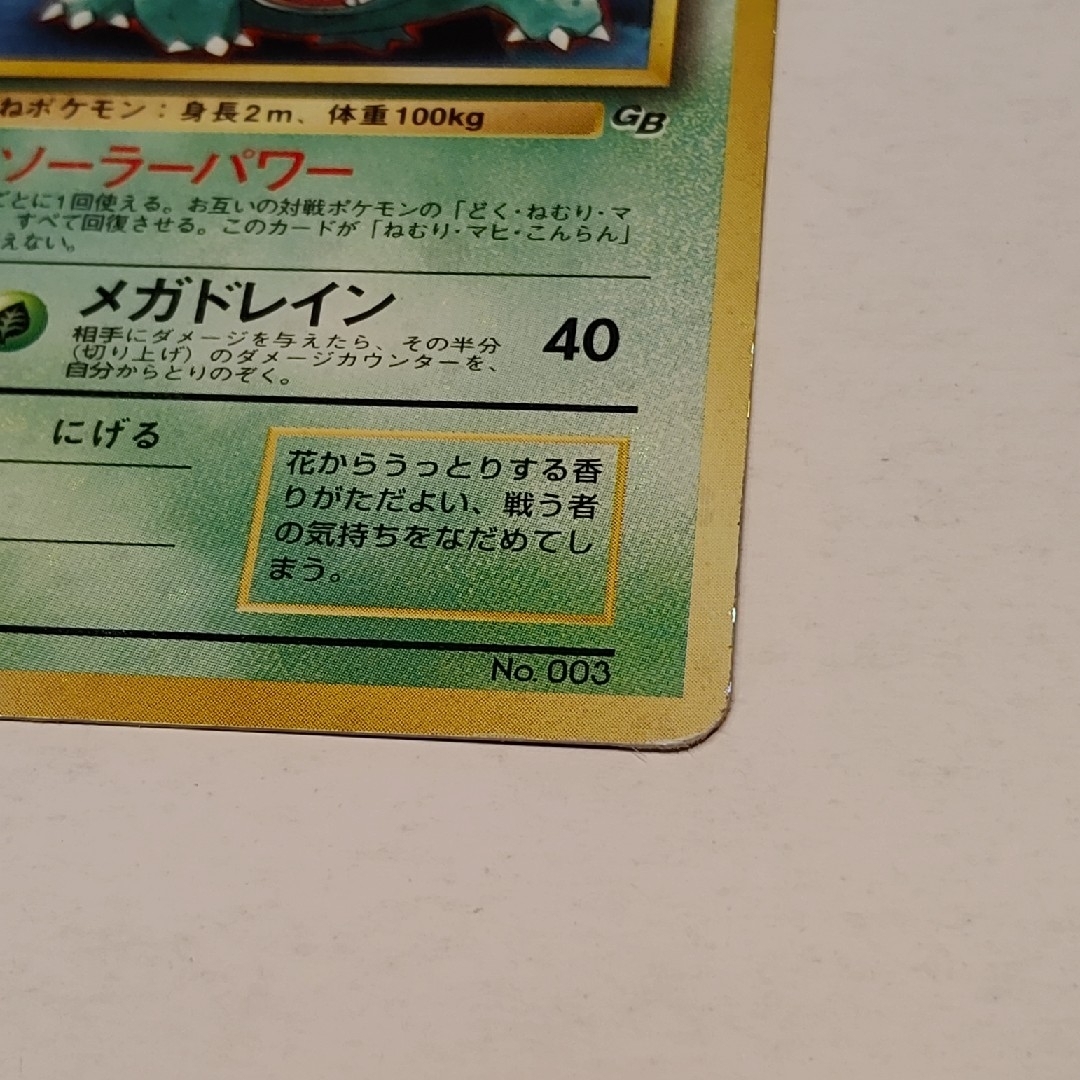 ねポケモン：身長2m、体重100kg
GB
ソーラーパワー
ごとに1回使える。お互いの対戦ポケモンの「どく・ねむり・マ
すべて回復させる。このカードが「ねむり・マヒ・こんらん」
えない。
メガドレイン
40
相手にダメージを与えたら、その半分
（切り上げ）のダメージカウンターを、
自分からとりのぞく。
にげる
花からうっとりする香
りがただよい、戦う者
の気持ちをなだめてし
まう。
No. 003